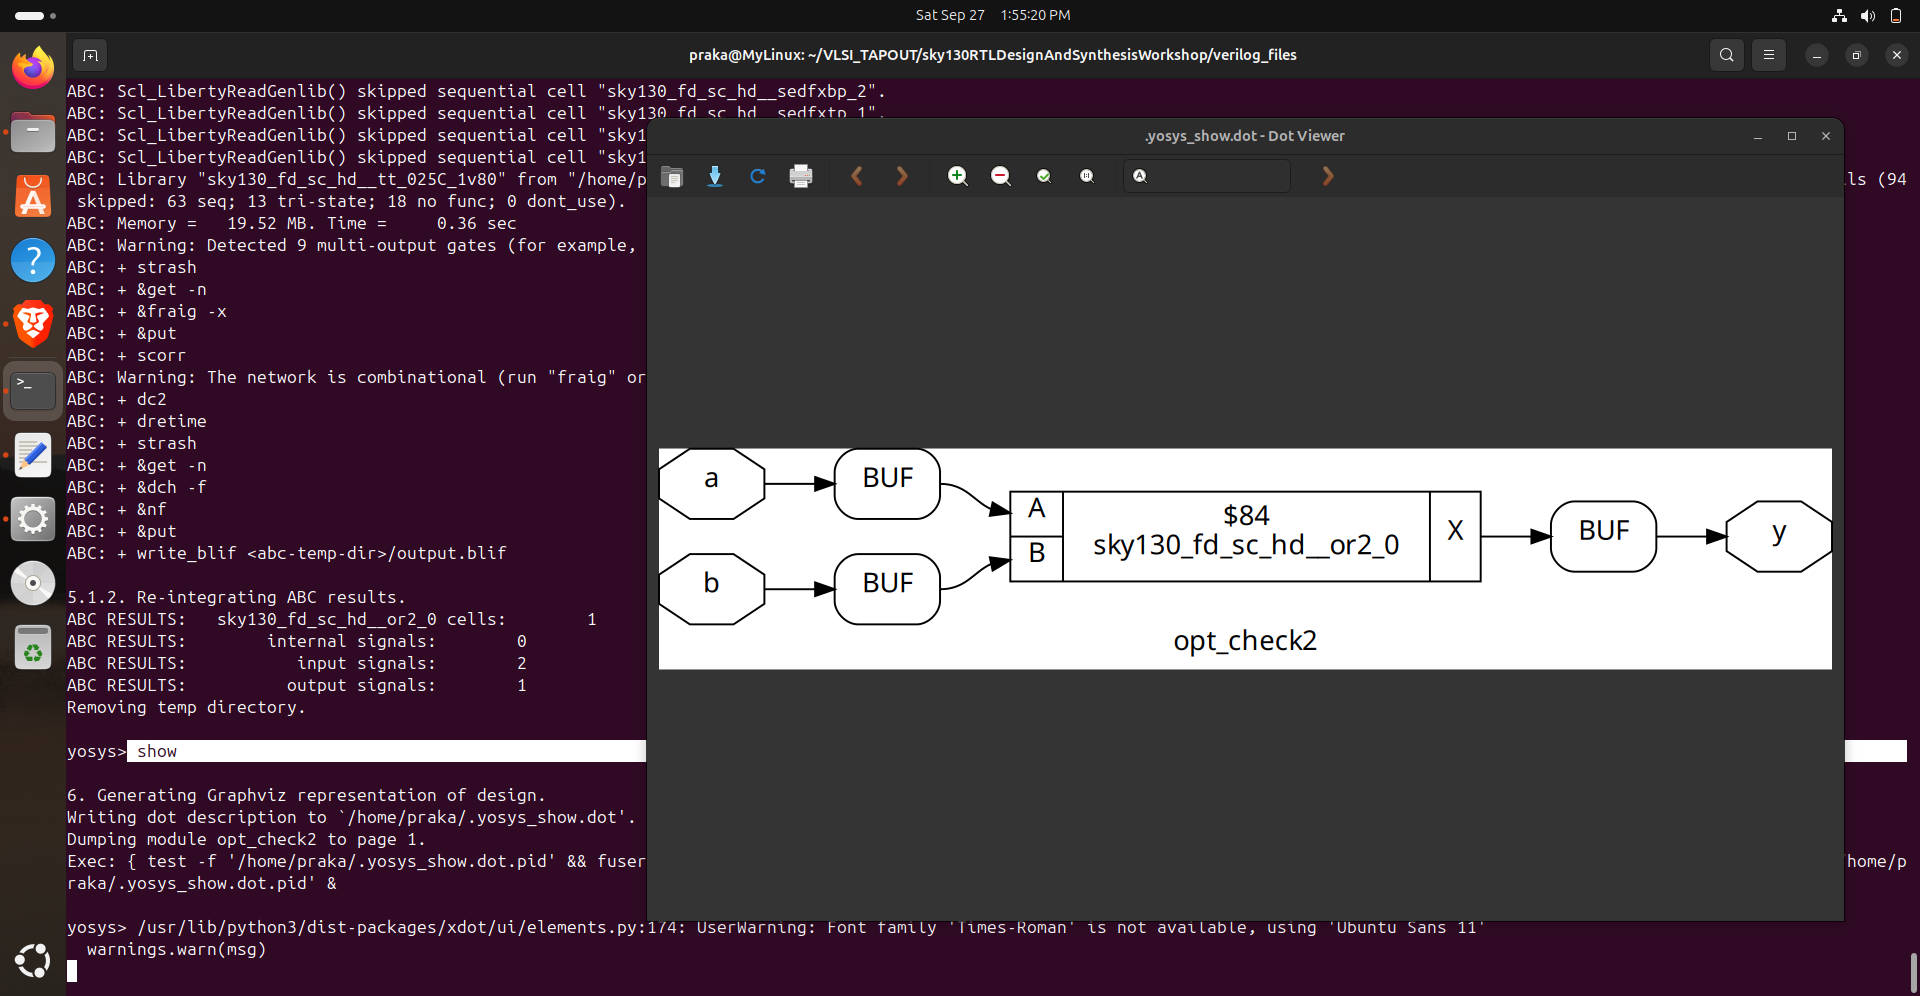 Sat Sep 27 1:55:20 PM
praka@MyLinux: ~/VLSI_TAPOUT/sky130RTLDesignAndSynthesisWorkshop/verilog_files
ABC: Scl_LibertyReadGenlib() skipped sequential cell "sky130_fd_sc_hd__sedfxbp_2".
ABC: Scl_LibertyReadGenlib() skipped sequential cell "sky130_fd_sc_hd__sedfxtp_1".
ABC: Scl_LibertyReadGenlib() skipped sequential cell "sky1
ABC: Scl_LibertyReadGenlib() skipped sequential cell "sky1
ABC: Library "sky130_fd_sc_hd__tt_025C_1v80" from "/home/p
ls (94
skipped: 63 seq; 13 tri-state; 18 no func; 0 dont_use).
ABC: Memory = 19.52 MB. Time = 0.36 sec
ABC: Warning: Detected 9 multi-output gates (for example,
ABC: + strash
ABC: + &get -n
ABC: + &fraig -x
ABC: + &put
ABC: + scorr
ABC: Warning: The network is combinational (run "fraig" or
ABC: + dc2
ABC: + dretime
ABC: + strash
ABC: + &get -n
ABC: + &dch -f
ABC: + &nf
ABC: + &put
ABC: + write_blif <abc-temp-dir>/output.blif
5.1.2. Re-integrating ABC results.
ABC RESULTS: sky130_fd_sc_hd__or2_0 cells: 1
ABC RESULTS: internal signals: 0
ABC RESULTS: input signals: 2
ABC RESULTS: output signals: 1
Removing temp directory.
yosys> show
6. Generating Graphviz representation of design.
Writing dot description to `/home/praka/.yosys_show.dot'.
Dumping module opt_check2 to page 1.
Exec: { test -f '/home/praka/.yosys_show.dot.pid' && fuser
/home/p
raka/.yosys_show.dot.pid' &
yosys> /usr/lib/python3/dist-packages/xdot/ui/elements.py:174: UserWarning: Font family 'Times-Roman' is not available, using 'Ubuntu Sans 11'
warnings.warn(msg)
.yosys_show.dot - Dot Viewer
a
BUF
A
$84
sky130_fd_sc_hd__or2_0
X
BUF
y
b
BUF
B
opt_check2